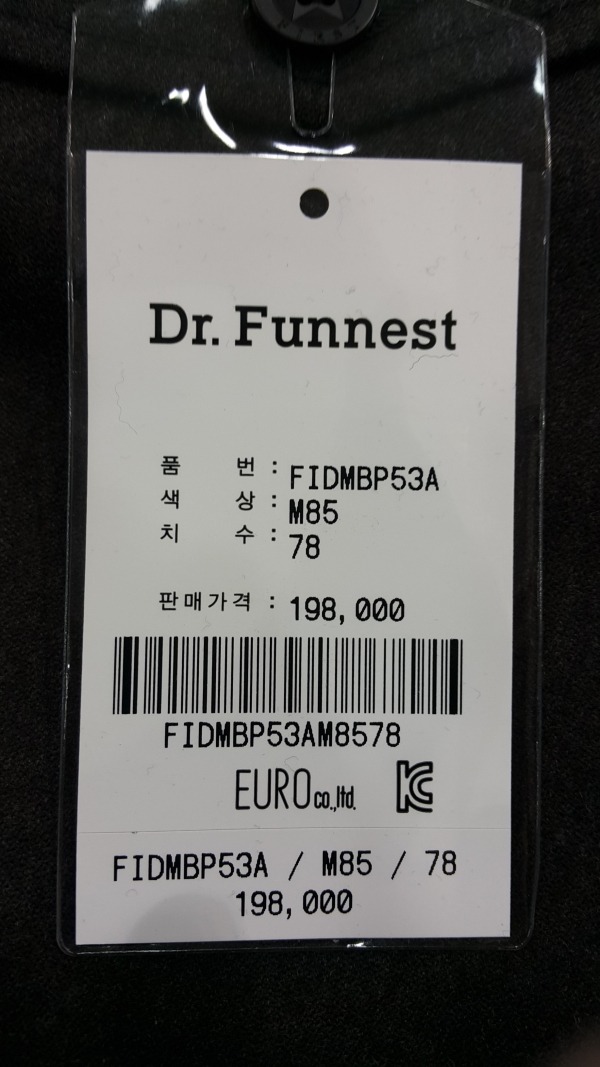 Dr. Funnest
품 번 : FIDMBP53A
색 상 : M85
치 수 : 78
판매가격 : 198,000
FIDMBP53AM8578
EURO co.,ltd.
FIDMBP53A / M85 / 78
198,000